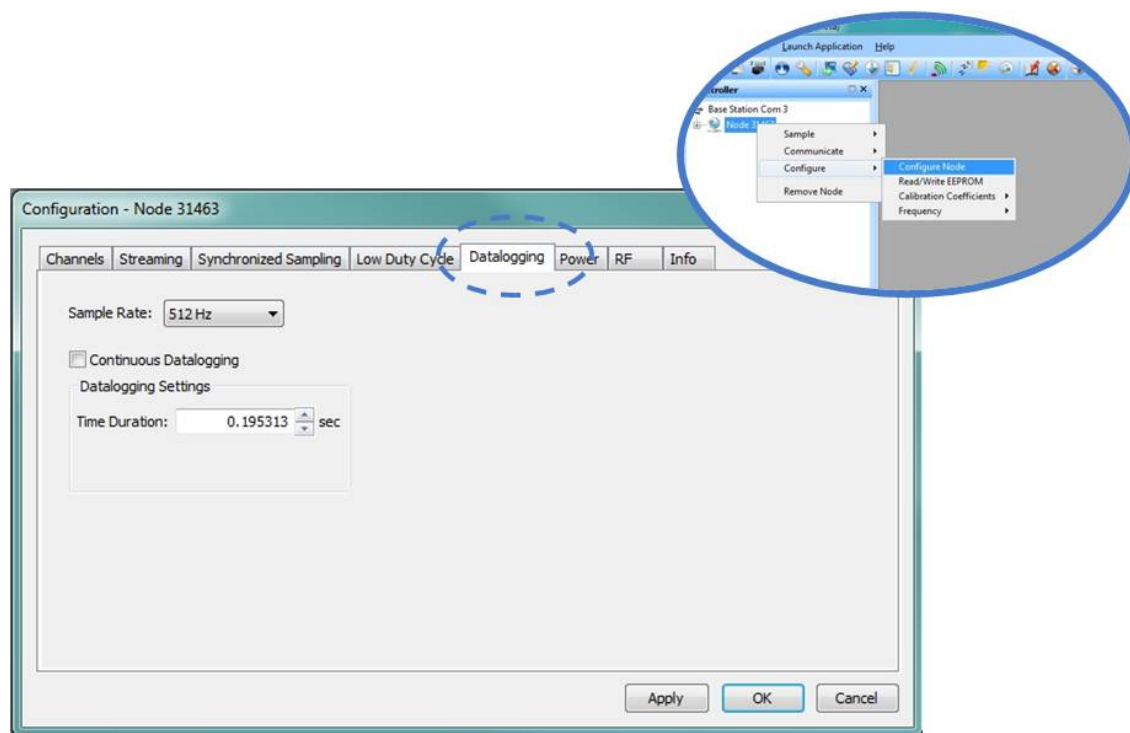 Launch Application Help
Base Station Com 3
Node 31463
Sample
Communicate
Configure
Configure Node
Remove Node
Read/Write EEPROM
Calibration Coefficients
Frequency
Configuration - Node 31463
Channels Streaming Synchronized Sampling Low Duty Cycle Datalogging Power RF Info
Sample Rate: 512 Hz
Continuous Datalogging
Datalogging Settings
Time Duration: 0.195313 sec
Apply OK Cancel